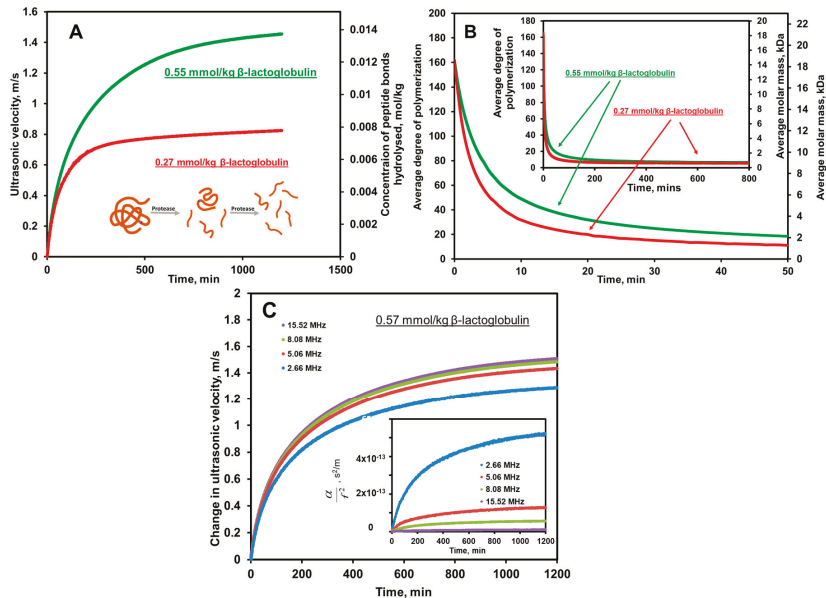 A
Ultrasonic velocity, m/s
1.6
1.4
1.2
1
0.8
0.6
0.4
0.2
0
0.014
0.012
0.01
0.008
0.006
0.004
0.002
0
Concentraion of peptide bonds
hydrolysed, mol/kg
0.55 mmol/kg β-lactoglobulin
0.27 mmol/kg β-lactoglobulin
Protease
Protease
0
500
1000
1500
Time, min
B
Average degree of polymerization
200
180
160
140
120
100
80
60
40
20
0
22
20
18
16
14
12
10
8
6
4
2
0
Average molar mass, kDa
0
10
20
30
40
50
Time, min
Average degree of
polymerization
180
160
140
120
100
80
60
40
20
0
20
18
16
14
12
10
8
6
4
2
0
Average molar mass, kDa
0.55 mmol/kg β-lactoglobulin
0.27 mmol/kg β-lactoglobulin
0
200
400
600
800
Time, mins
C
0.57 mmol/kg β-lactoglobulin
Change in ultrasonic velocity, m/s
2
1.8
1.6
1.4
1.2
1
0.8
0.6
0.4
0.2
0
15.52 MHz
8.08 MHz
5.06 MHz
2.66 MHz
0
200
400
600
800
1000
1200
Time, min
α/f², s²/m
4x10-13
2x10-13
0
2.66 MHz
5.06 MHz
8.08 MHz
15.52 MHz
0
200
400
600
800
1000
1200
Time, min